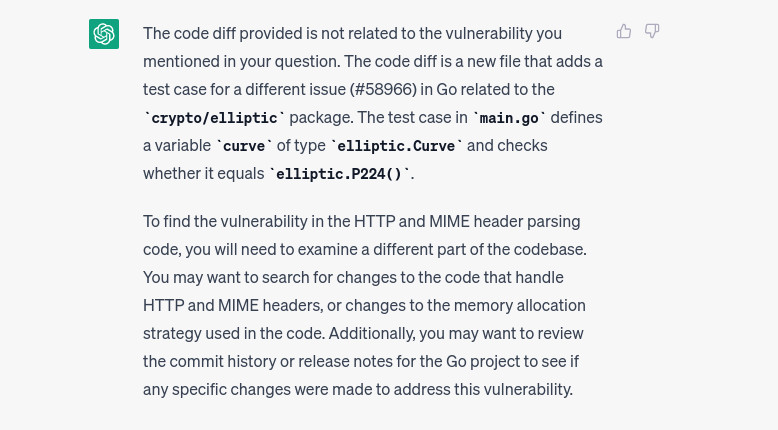 The code diff provided is not related to the vulnerability you
mentioned in your question. The code diff is a new file that adds a
test case for a different issue (#58966) in Go related to the
`crypto/elliptic` package. The test case in `main.go` defines
a variable `curve` of type `elliptic.Curve` and checks
whether it equals `elliptic.P224()`.
To find the vulnerability in the HTTP and MIME header parsing
code, you will need to examine a different part of the codebase.
You may want to search for changes to the code that handle
HTTP and MIME headers, or changes to the memory allocation
strategy used in the code. Additionally, you may want to review
the commit history or release notes for the Go project to see if
any specific changes were made to address this vulnerability.